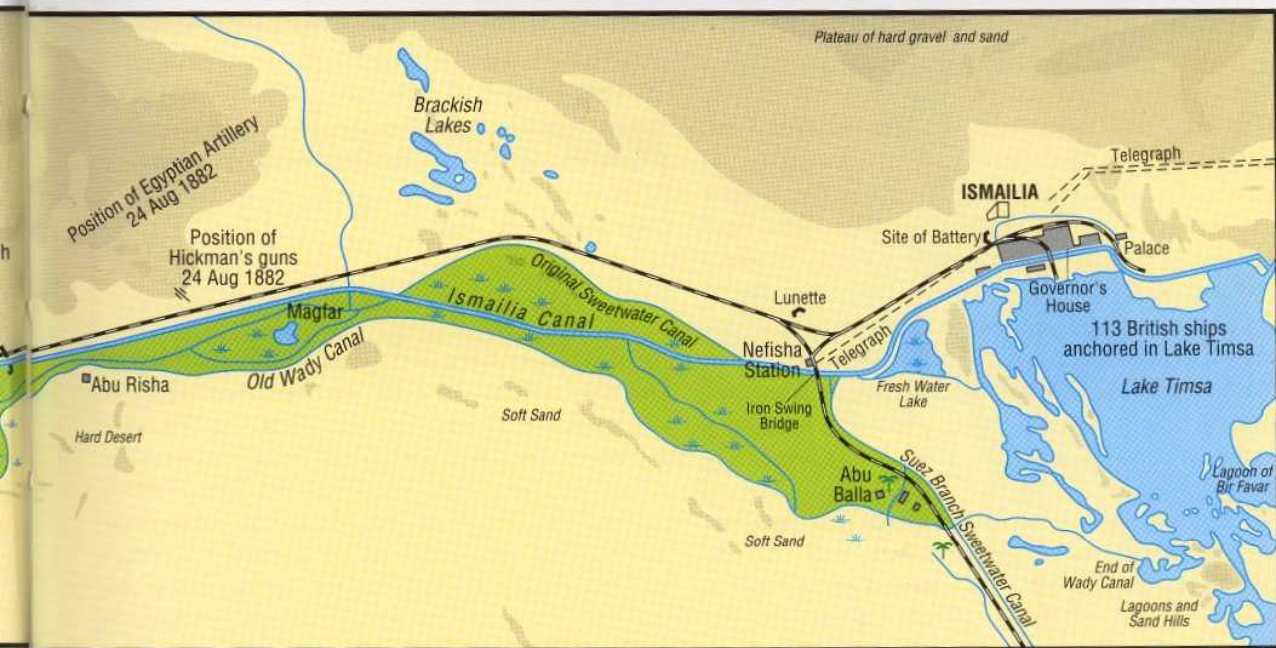 Plateau of hard gravel and sand
Brackish
Lakes
Position of Egyptian Artillery
24 Aug 1882
Telegraph
ISMAILIA
Site of Battery
Palace
h
Position of
Hickman's guns
24 Aug 1882
Original Sweetwater Canal
Governor's
House
Lunette
Ismailia Canal
Magfar
113 British ships
anchored in Lake Timsa
Telegraph
Nefisha
Station
Old Wady Canal
Abu Risha
Lake Timsa
Fresh Water
Lake
Iron Swing
Bridge
Soft Sand
Hard Desert
Suez Branch Sweetwater Canal
Abu
Balla
Lagoon of
Bir Favar
Soft Sand
End of
Wady Canal
Lagoons and
Sand Hills